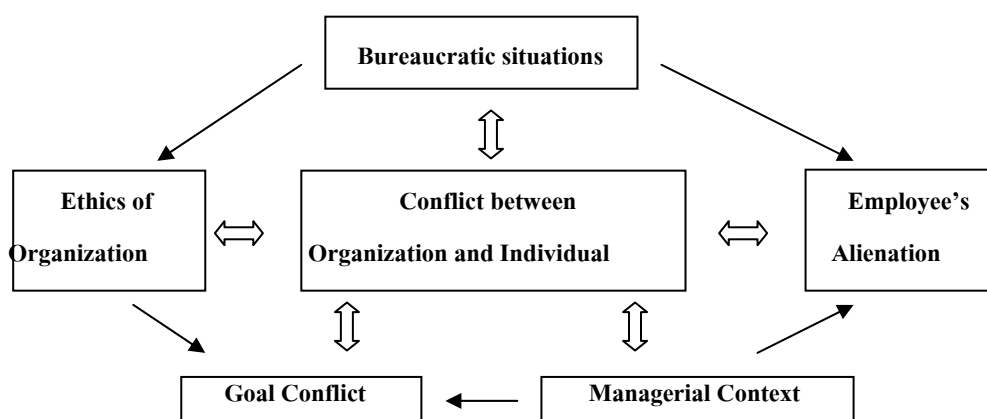 Bureaucratic situations
Ethics of
Organization
Conflict between
Organization and Individual
Employee’s
Alienation
Goal Conflict
Managerial Context